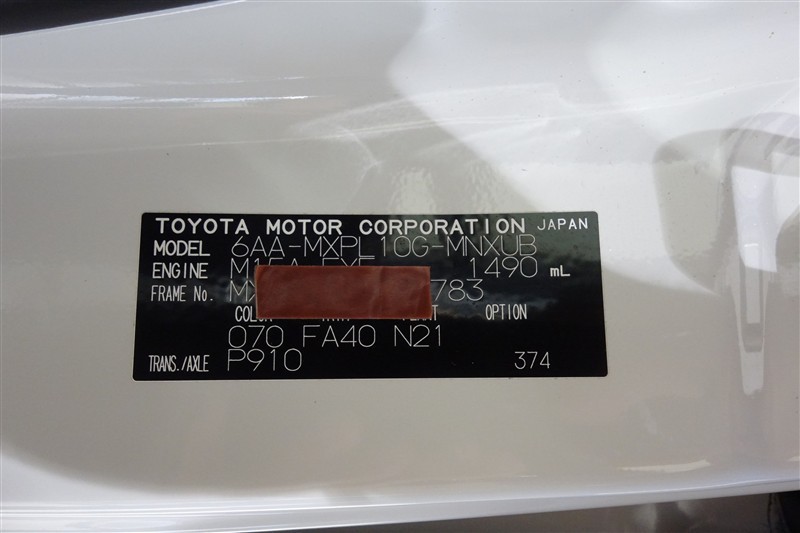 TOYOTA MOTOR CORPORATION JAPAN
MODEL 6AA-MXPL10G-MNXUB
ENGINE 1490 mL
FRAME No. MX 783
OPTION
070 FA40 N21
TRANS./AXLE P910 374